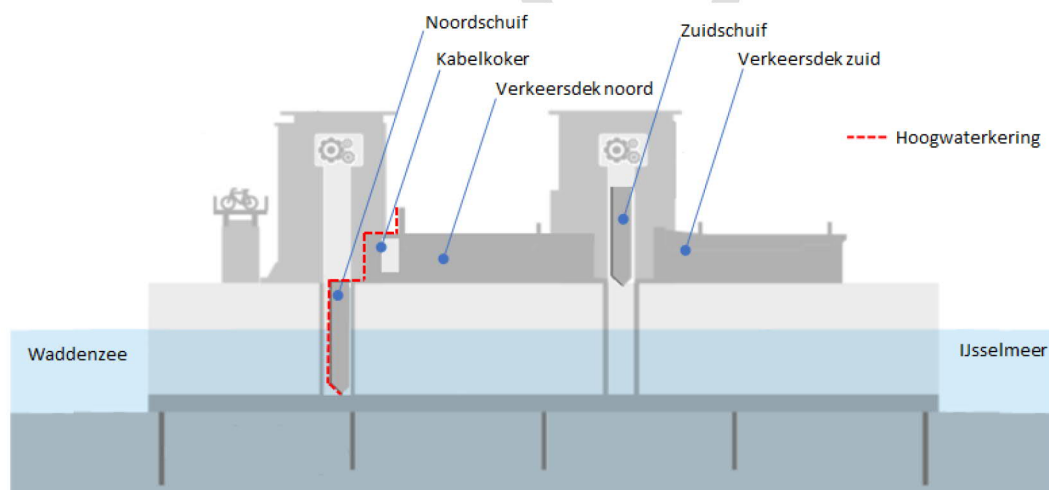 Noordschuif
Kabelkoker
Verkeersdek noord
Zuidschuif
Verkeersdek zuid
Hoogwaterkering
Waddenzee
IJsselmeer